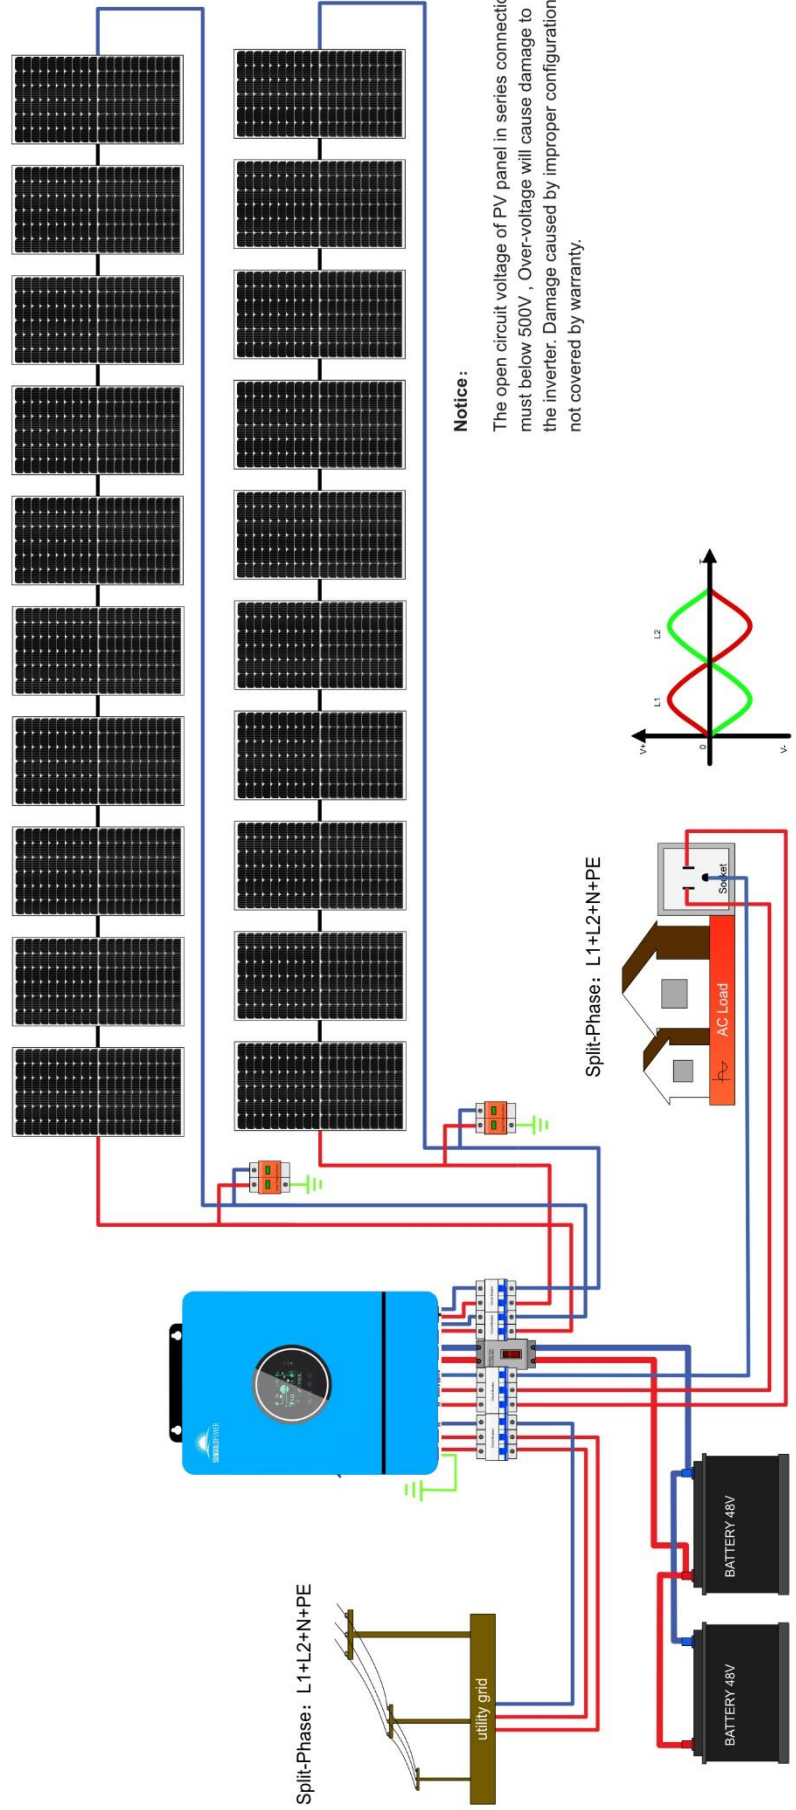 Notice:
The open circuit voltage of PV panel in series connectio
must below 500V , Over-voltage will cause damage to
the inverter. Damage caused by improper configuration
not covered by warranty.
SUNGOLDPOWER
Split-Phase: L1+L2+N+PE
utility grid
BATTERY 48V
BATTERY 48V
Split-Phase: L1+L2+N+PE
AC Load
Socket
V+
L1
L2
T
0
V-